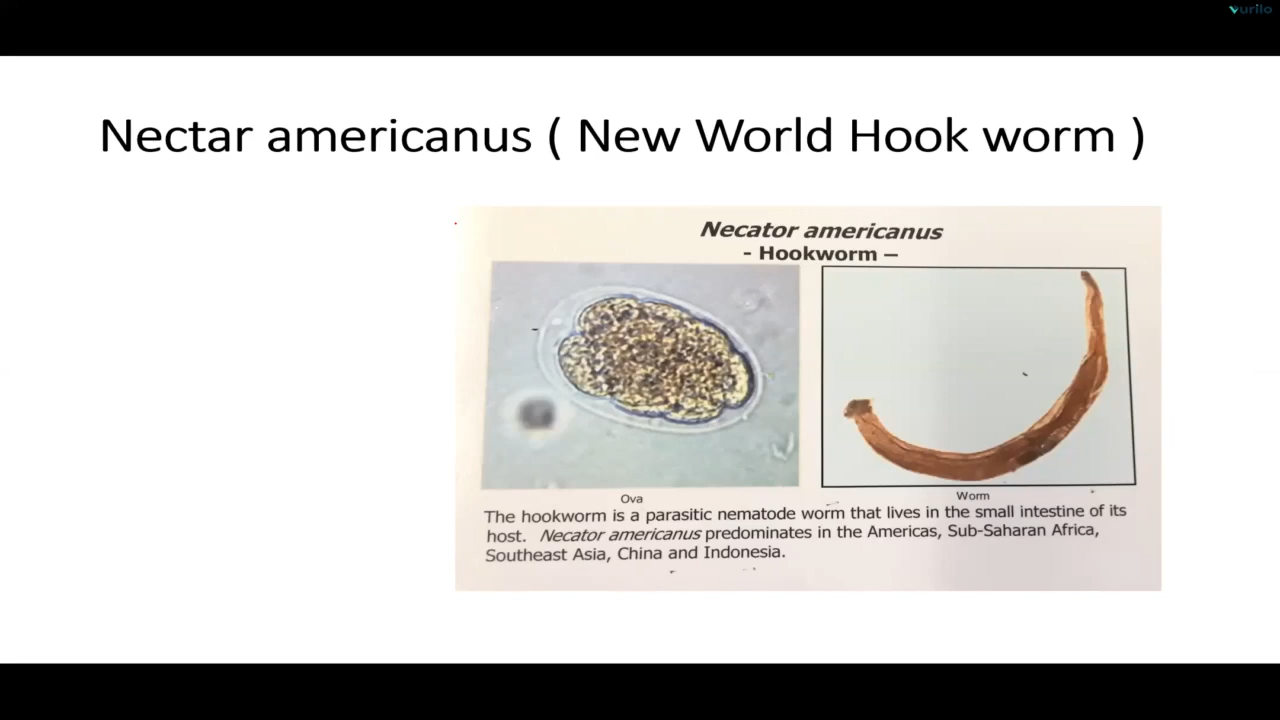 vurilo
Nectar americanus ( New World Hook worm )
Necator americanus
- Hookworm –
Ova
Worm
The hookworm is a parasitic nematode worm that lives in the small intestine of its
host. Necator americanus predominates in the Americas, Sub-Saharan Africa,
Southeast Asia, China and Indonesia.